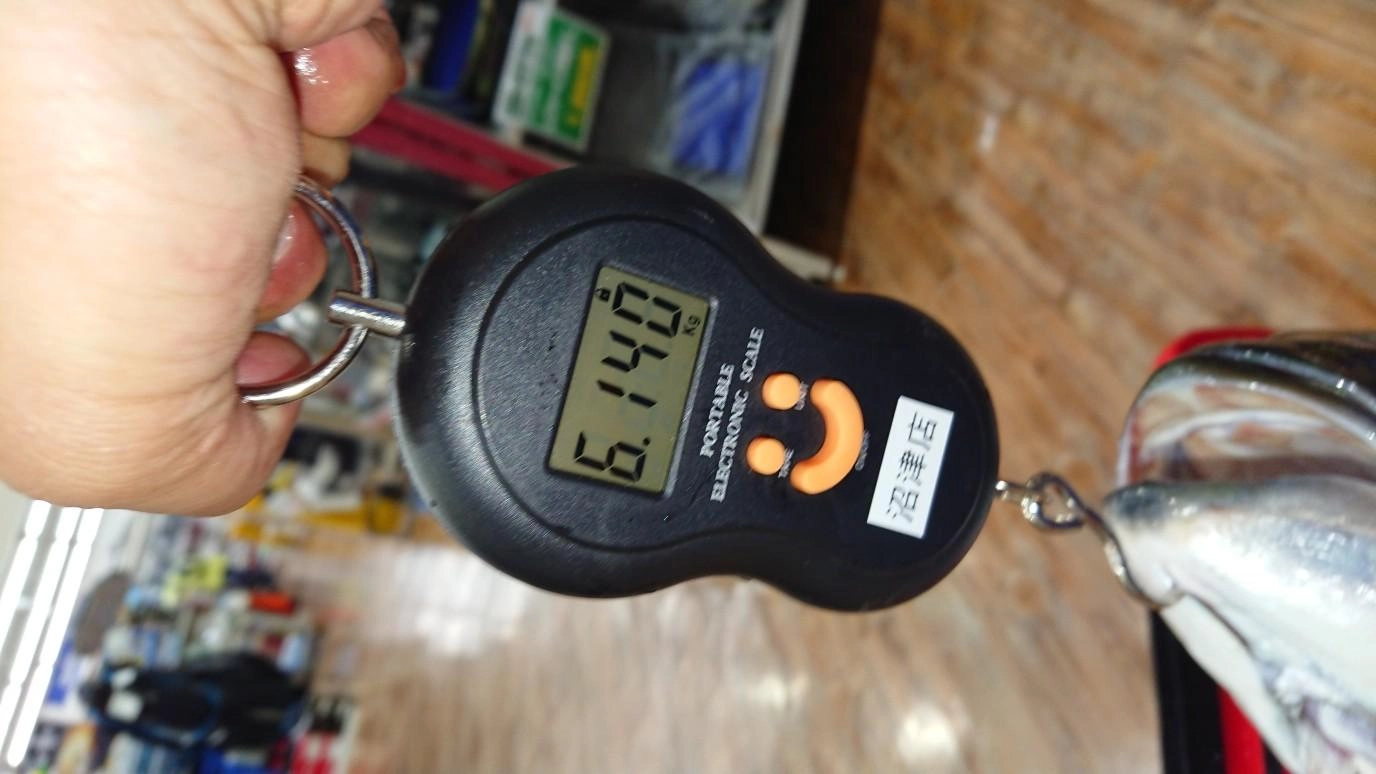 6.140
Kg
PORTABLE
ELECTRONIC SCALE
沼津店